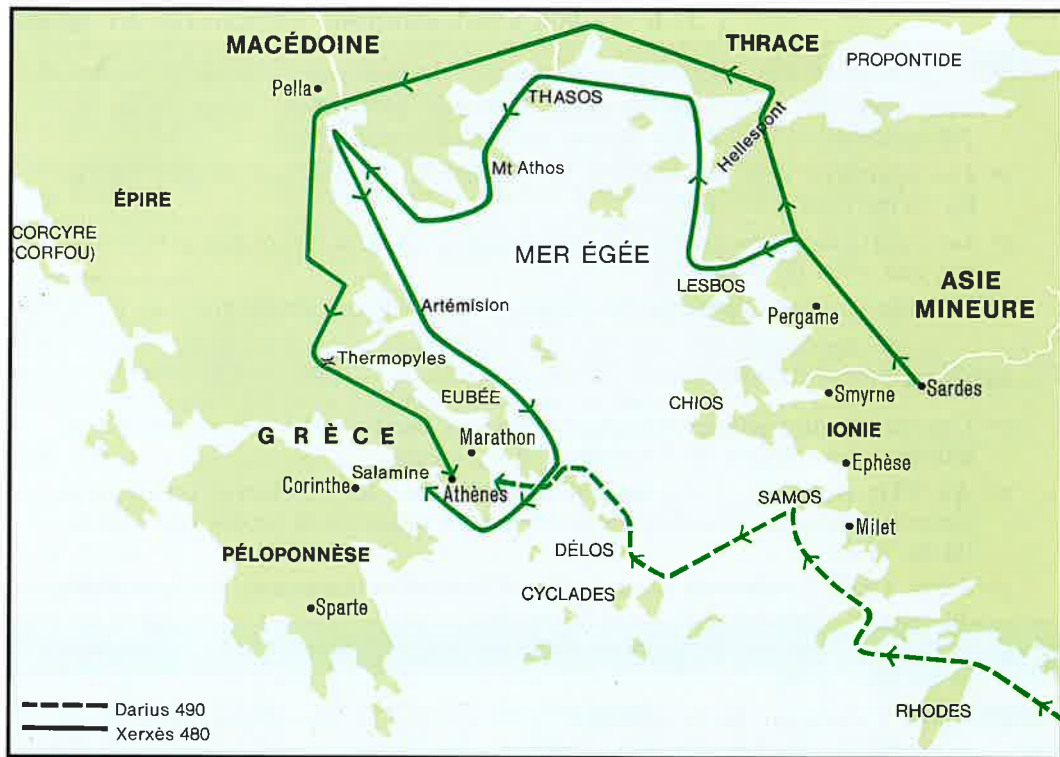 MACÉDOINE
THRACE
PROPONTIDE
Pella
THASOS
Hellespont
Mt Athos
ÉPIRE
CORCYRE
(CORFOU)
MER ÉGÉE
LESBOS
ASIE
MINEURE
Artémision
Pergame
Thermopyles
EUBÉE
CHIOS
Smyrne
Sardes
GRÈCE
Marathon
IONIE
Salamine
Corinthe
Athènes
Ephèse
SAMOS
Milet
PÉLOPONNÈSE
DÉLOS
CYCLADES
Sparte
RHODES
Darius 490
Xerxès 480